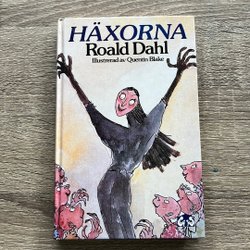 HÄXORNA
Roald Dahl
Illustrerad av Quentin Blake